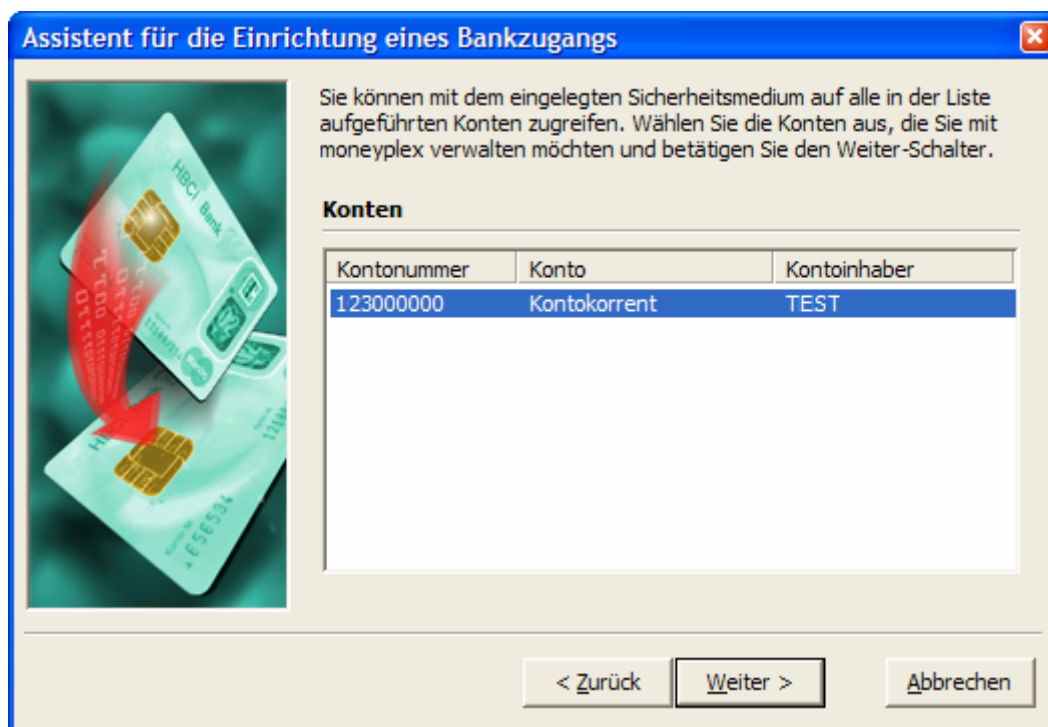 Assistent für die Einrichtung eines Bankzugangs
HBCI Bank
Sie können mit dem eingelegten Sicherheitsmedium auf alle in der Liste
aufgeführten Konten zugreifen. Wählen Sie die Konten aus, die Sie mit
moneyplex verwalten möchten und betätigen Sie den Weiter-Schalter.
Konten
Kontonummer Konto Kontoinhaber
123000000 Kontokorrent TEST
< Zurück Weiter > Abbrechen